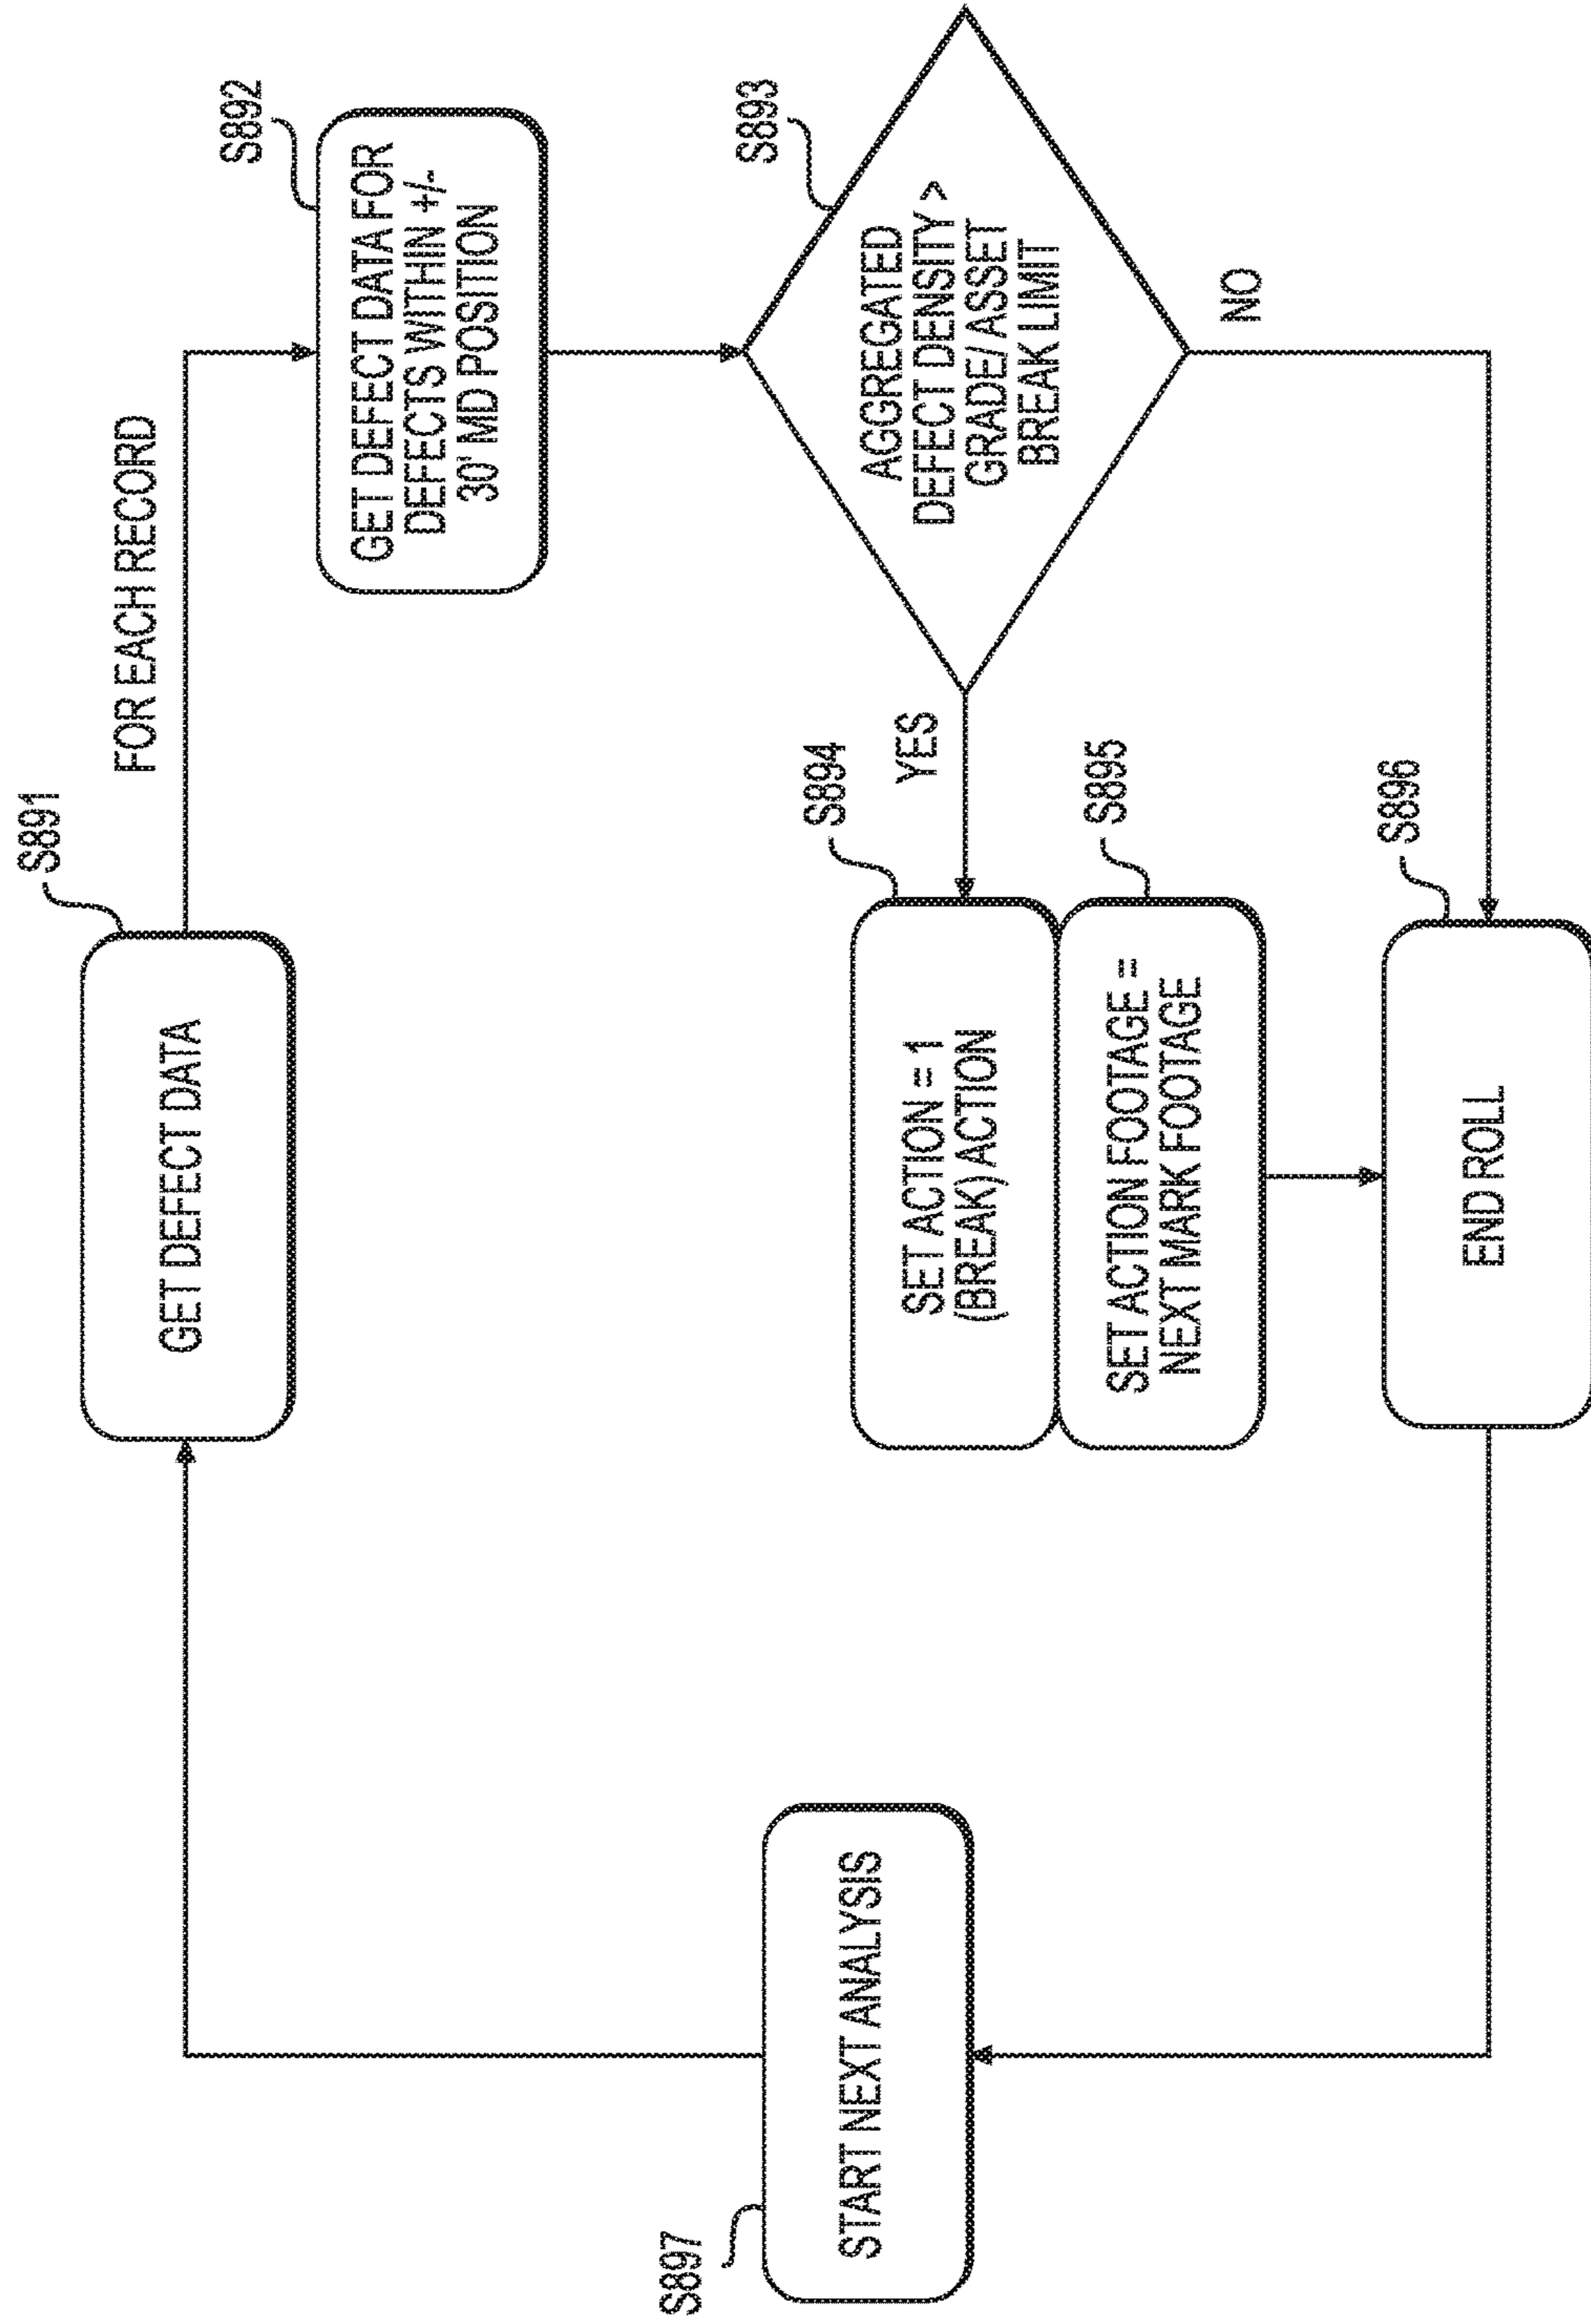 S891
GET DEFECT DATA
FOR EACH RECORD
S892
GET DEFECT DATA FOR
DEFECTS WITHIN +/-
30' MD POSITION
S893
AGGREGATED
DEFECT DENSITY >
GRADE/ ASSET
BREAK LIMIT
YES
NO
S894
SET ACTION = 1
(BREAK) ACTION
S895
SET ACTION FOOTAGE =
NEXT MARK FOOTAGE
S896
END ROLL
S897
START NEXT ANALYSIS